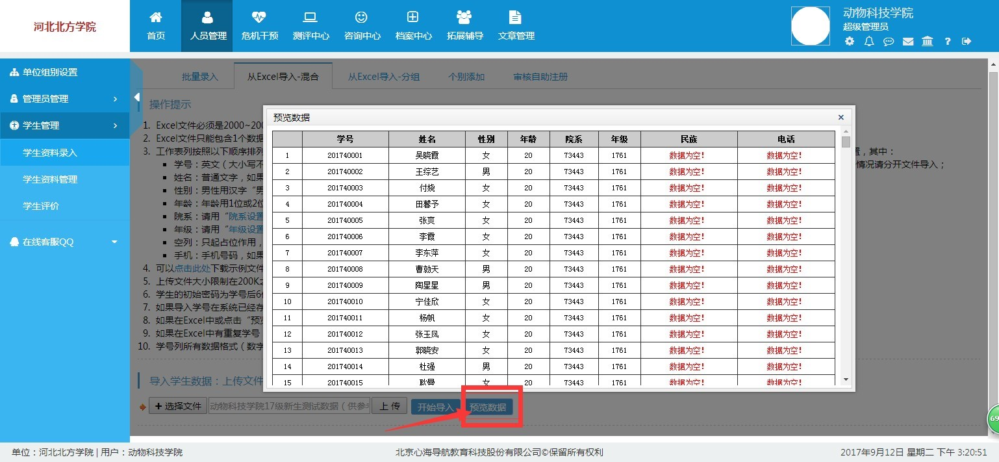 河北北方学院
首页 人员管理 危机干预 测评中心 咨询中心 档案中心 拓展辅导 文章管理
动物科技学院
超级管理员
单位组别设置
管理员管理
学生管理
学生资料录入
学生资料管理
学生评价
在线客服QQ
批量录入 从Excel导入-混合 从Excel导入-分组 个别添加 审核自助注册
操作提示
1. Excel文件必须是2000~200
2. Excel文件只能包含1个数据
3. 工作表列按照以下顺序排列 置，其中：
学号：英文（大小写不 情况请分开文件导入；
姓名：普通文字，如果
性别：男性用汉字“男
年龄：年龄用1位或2位
院系：请用“院系设置
年级：请用“年级设置
空列：只起占位作用，
手机：手机号码，如果
4. 可以点击此处下载示例文件
5. 上传文件大小限制在200K
6. 学生的初始密码为学号后6位
7. 如果导入学号在系统已经存
8. 如果在Excel中或点击“预览
9. 如果在Excel中有重复学号
10. 学号列所有数据格式（数字
预览数据 ×
学号 姓名 性别 年龄 院系 年级 民族 电话
1 201740001 吴晓霞 女 20 73443 1761 数据为空! 数据为空!
2 201740002 王综艺 男 20 73443 1761 数据为空! 数据为空!
3 201740003 付娆 女 20 73443 1761 数据为空! 数据为空!
4 201740004 田馨予 女 20 73443 1761 数据为空! 数据为空!
5 201740005 张爽 女 20 73443 1761 数据为空! 数据为空!
6 201740006 李霞 女 20 73443 1761 数据为空! 数据为空!
7 201740007 李东萍 女 20 73443 1761 数据为空! 数据为空!
8 201740008 曹勍天 男 20 73443 1761 数据为空! 数据为空!
9 201740009 陶星星 男 20 73443 1761 数据为空! 数据为空!
10 201740010 宁佳欣 女 20 73443 1761 数据为空! 数据为空!
11 201740011 杨帆 女 20 73443 1761 数据为空! 数据为空!
12 201740012 张玉凤 女 20 73443 1761 数据为空! 数据为空!
13 201740013 郭晓安 女 20 73443 1761 数据为空! 数据为空!
14 201740014 杜强 男 20 73443 1761 数据为空! 数据为空!
15 201740015 耿曼 女 20 73443 1761 数据为空! 数据为空!
导入学生数据：上传文件
选择文件 动物科技学院17级新生测试数据（供参考 上 传 开始导入 预览数据
69
单位：河北北方学院 | 用户：动物科技学院
北京心海导航教育科技股份有限公司©保留所有权利
2017年9月12日 星期二 下午 3:20:51